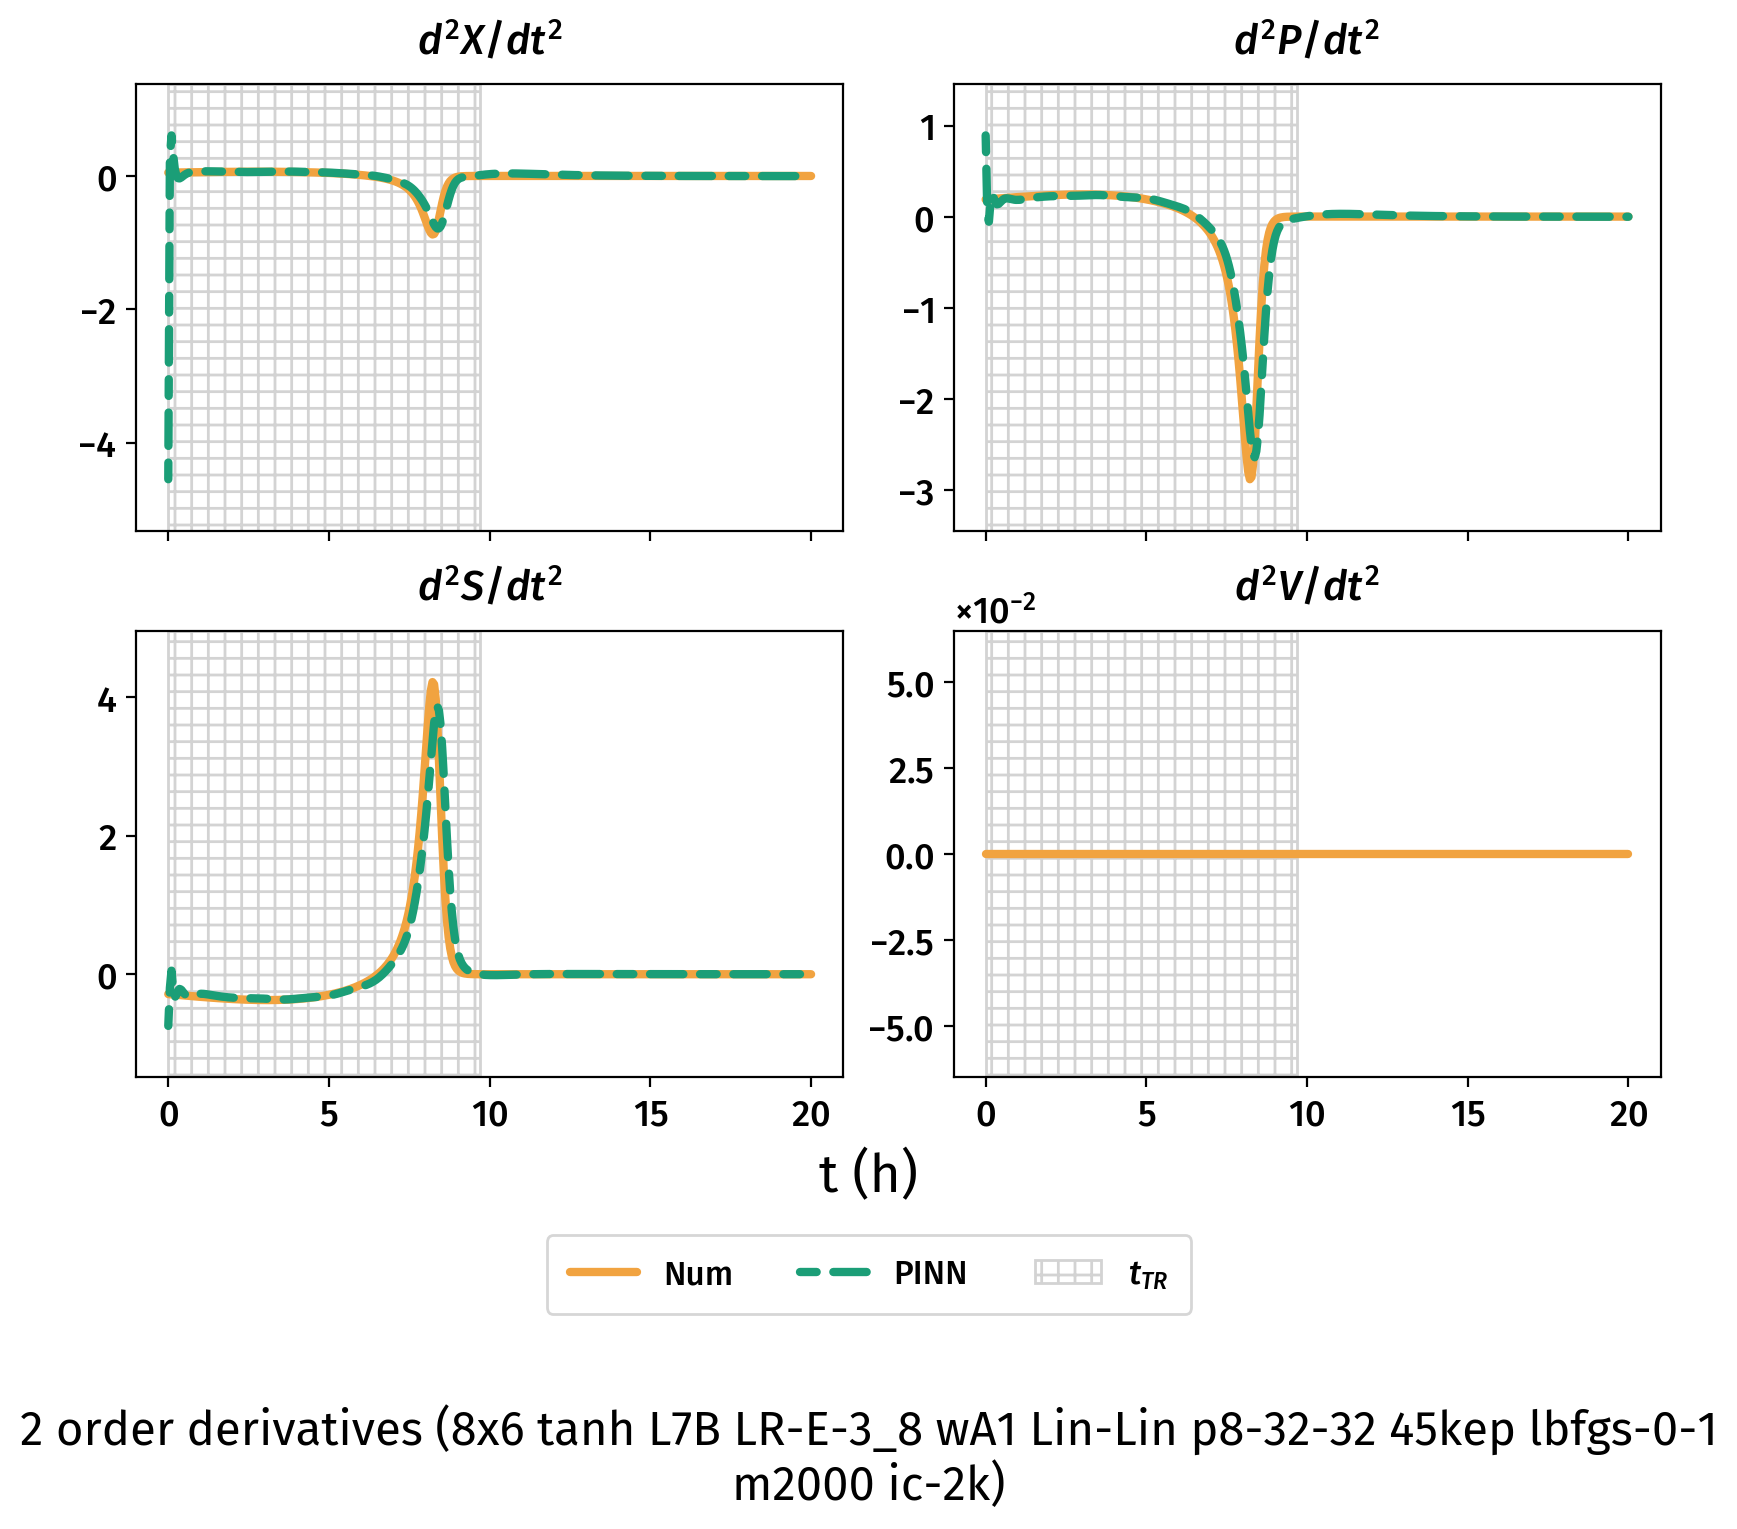 d²X/dt²
d²P/dt²
0
−2
−4
1
0
−1
−2
−3
d²S/dt²
d²V/dt²
×10⁻²
4
2
0
5.0
2.5
0.0
−2.5
−5.0
0 5 10 15 20
0 5 10 15 20
t (h)
Num PINN t_TR
2 order derivatives (8x6 tanh L7B LR-E-3_8 wA1 Lin-Lin p8-32-32 45kep lbfgs-0-1
m2000 ic-2k)